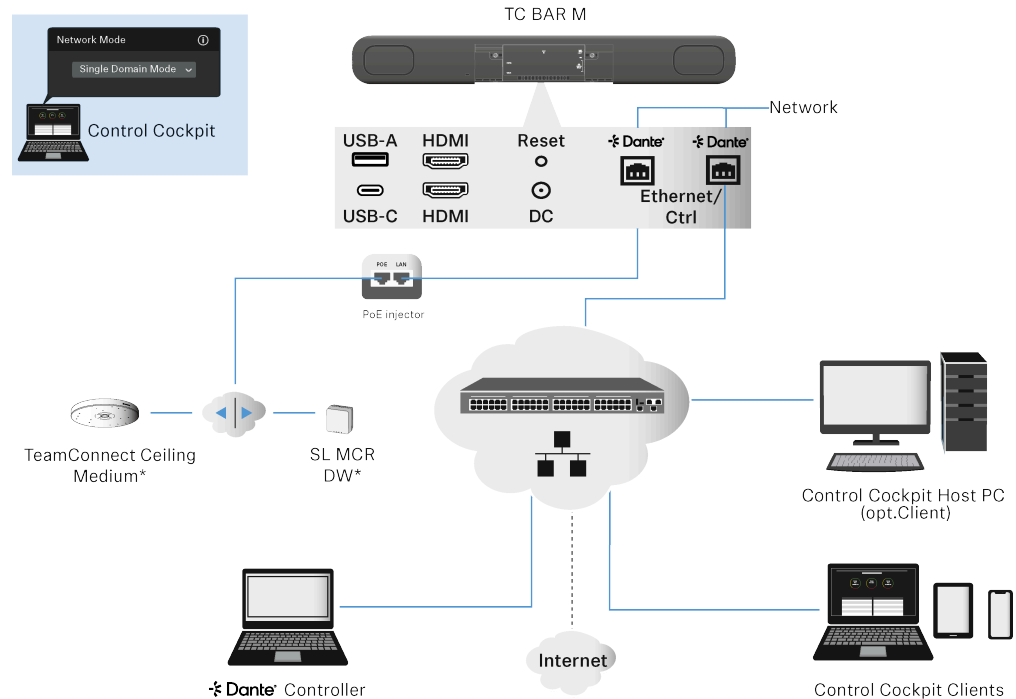 TC BAR M
Network Mode
Single Domain Mode
Control Cockpit
Network
USB-A HDMI Reset Dante Dante
Ethernet/
Ctrl
USB-C HDMI DC
POE LAN
PoE injector
TeamConnect Ceiling
Medium*
SL MCR
DW*
Control Cockpit Host PC
(opt.Client)
Internet
Dante Controller
Control Cockpit Clients